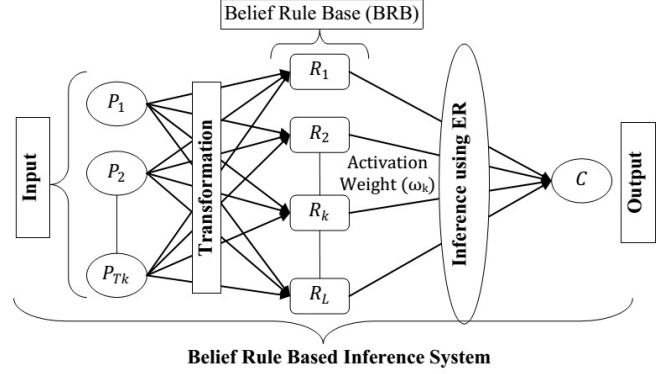 Belief Rule Base (BRB)
Input
P1
P2
PTk
Transformation
R1
R2
Rk
RL
Activation
Weight (ωk)
Inference using ER
C
Output
Belief Rule Based Inference System